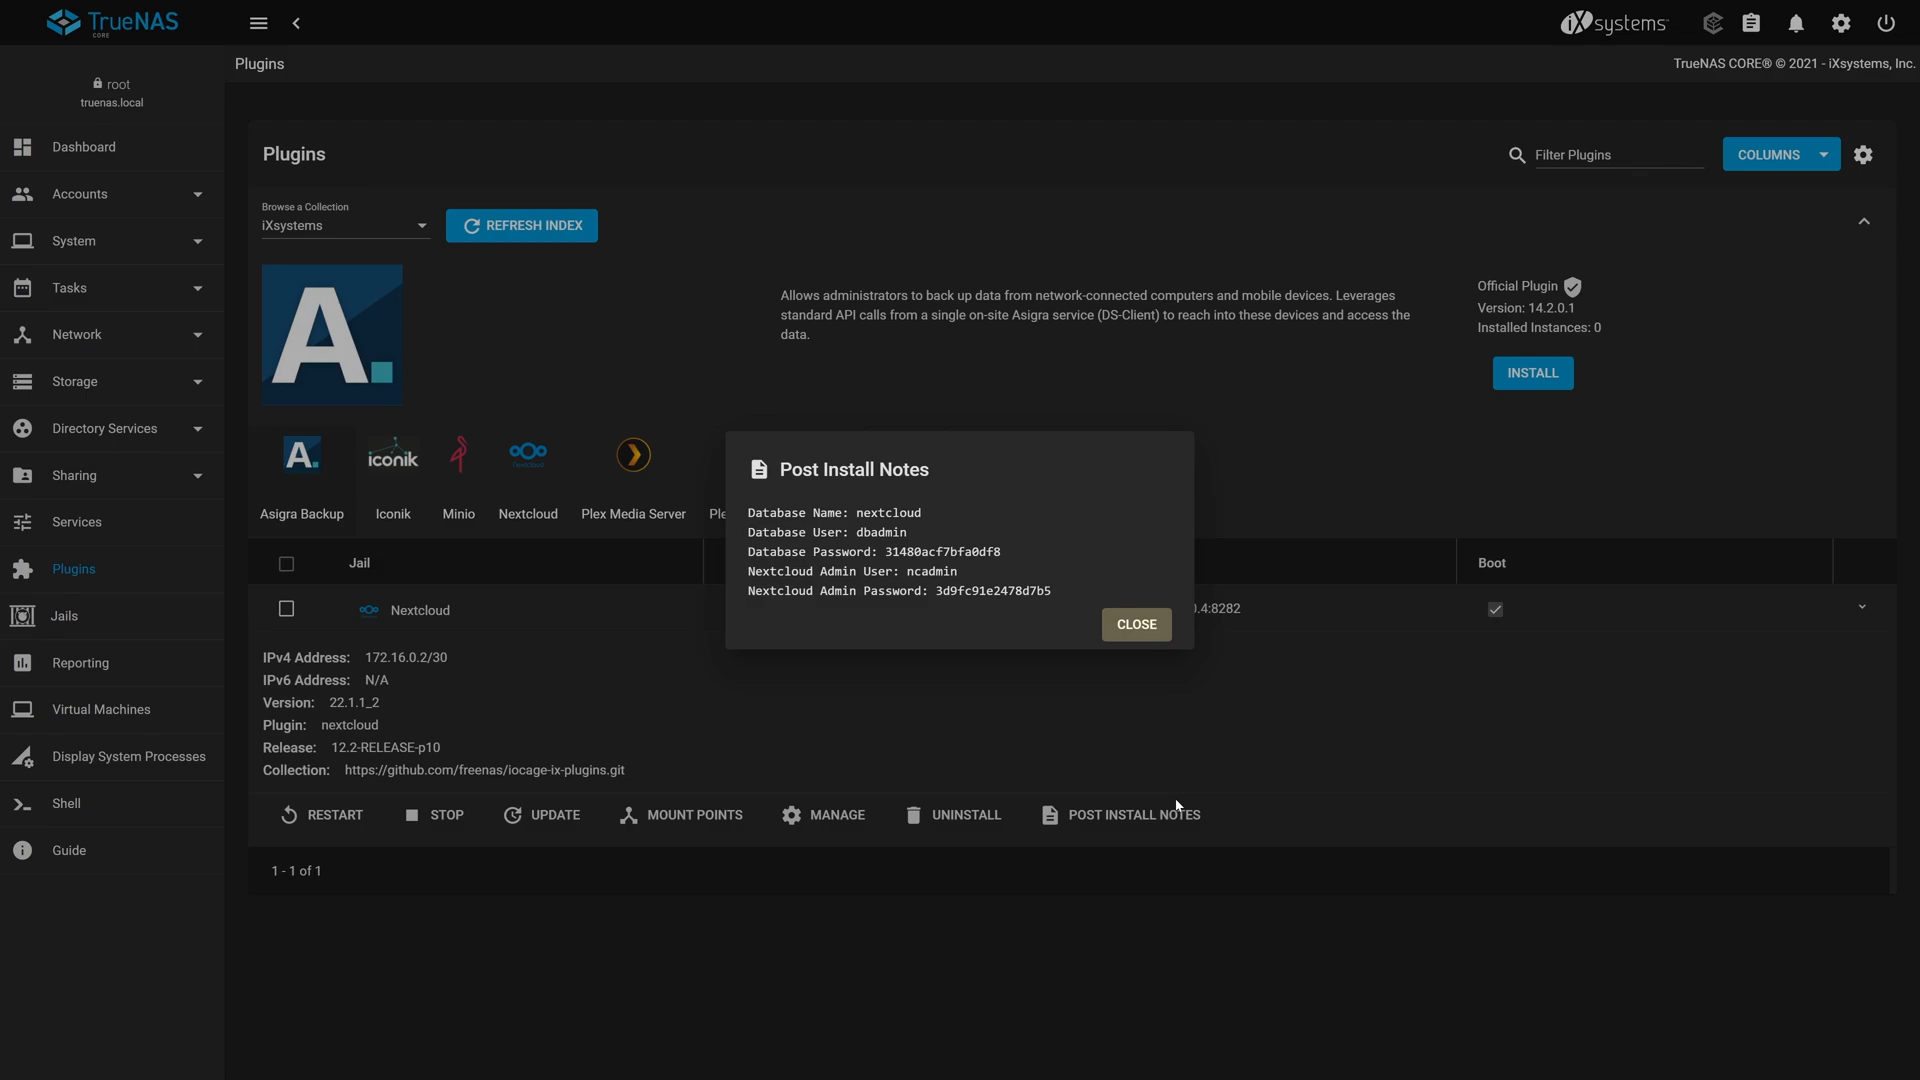 TrueNAS
CORE
iXsystems
Plugins
TrueNAS CORE® © 2021 - iXsystems, Inc.
root
truenas.local
Dashboard
Accounts
System
Tasks
Network
Storage
Directory Services
Sharing
Services
Plugins
Jails
Reporting
Virtual Machines
Display System Processes
Shell
Guide
Plugins
Filter Plugins
COLUMNS
Browse a Collection
iXsystems
REFRESH INDEX
A.
Allows administrators to back up data from network-connected computers and mobile devices. Leverages
standard API calls from a single on-site Asigra service (DS-Client) to reach into these devices and access the
data.
Official Plugin
Version: 14.2.0.1
Installed Instances: 0
INSTALL
A.
iconik
Nextcloud
Asigra Backup
Iconik
Minio
Nextcloud
Plex Media Server
Ple
Post Install Notes
Database Name: nextcloud
Database User: dbadmin
Database Password: 31480acf7bfa0df8
Nextcloud Admin User: ncadmin
Nextcloud Admin Password: 3d9fc91e2478d7b5
CLOSE
Jail
Boot
Nextcloud
0.4:8282
IPv4 Address: 172.16.0.2/30
IPv6 Address: N/A
Version: 22.1.1_2
Plugin: nextcloud
Release: 12.2-RELEASE-p10
Collection: https://github.com/freenas/iocage-ix-plugins.git
RESTART
STOP
UPDATE
MOUNT POINTS
MANAGE
UNINSTALL
POST INSTALL NOTES
1 - 1 of 1